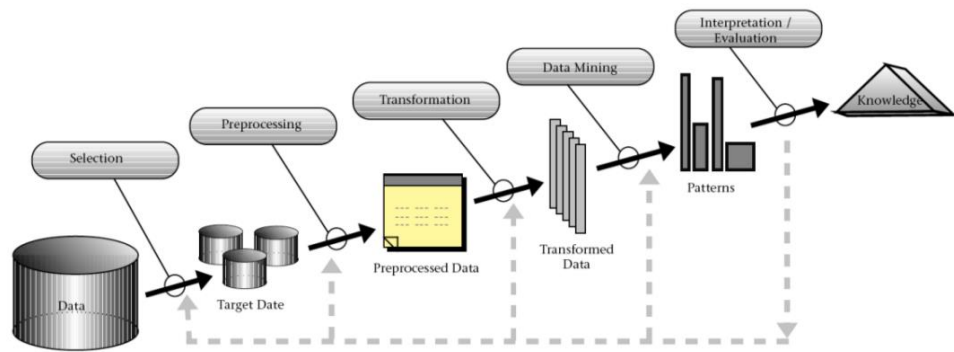 Interpretation /
Evaluation
Data Mining
Transformation
Preprocessing
Selection
Data
Target Date
Preprocessed Data
Transformed
Data
Patterns
Knowledge